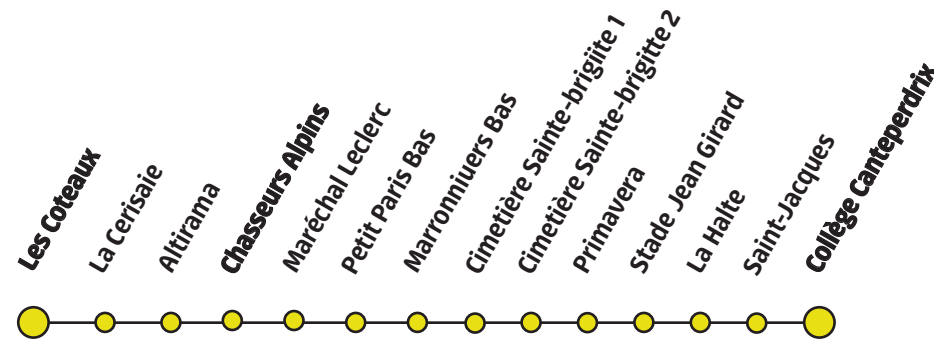 Les Coteaux
La Cerisaie
Altirama
Chasseurs Alpins
Maréchal Leclerc
Petit Paris Bas
Marronniuers Bas
Cimetière Sainte-brigiite 1
Cimetière Sainte-brigitte 2
Primavera
Stade Jean Girard
La Halte
Saint-Jacques
Collège Canteperdrix